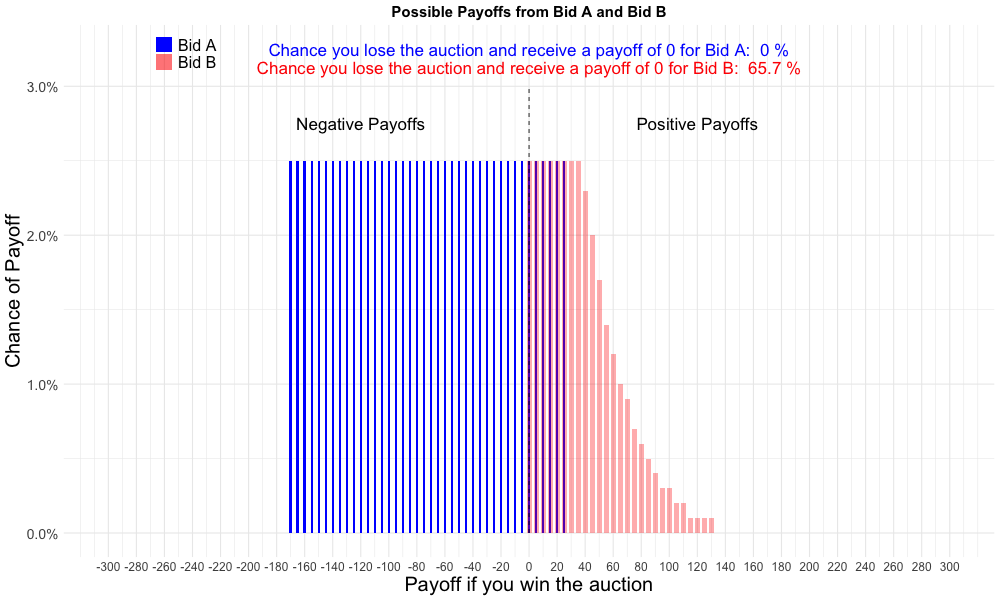 Possible Payoffs from Bid A and Bid B
Bid A
Bid B
Chance you lose the auction and receive a payoff of 0 for Bid A:  0 %
Chance you lose the auction and receive a payoff of 0 for Bid B:  65.7 %
Negative Payoffs
Positive Payoffs
Chance of Payoff
3.0%
2.0%
1.0%
0.0%
-300 -280 -260 -240 -220 -200 -180 -160 -140 -120 -100 -80 -60 -40 -20 0 20 40 60 80 100 120 140 160 180 200 220 240 260 280 300
Payoff if you win the auction